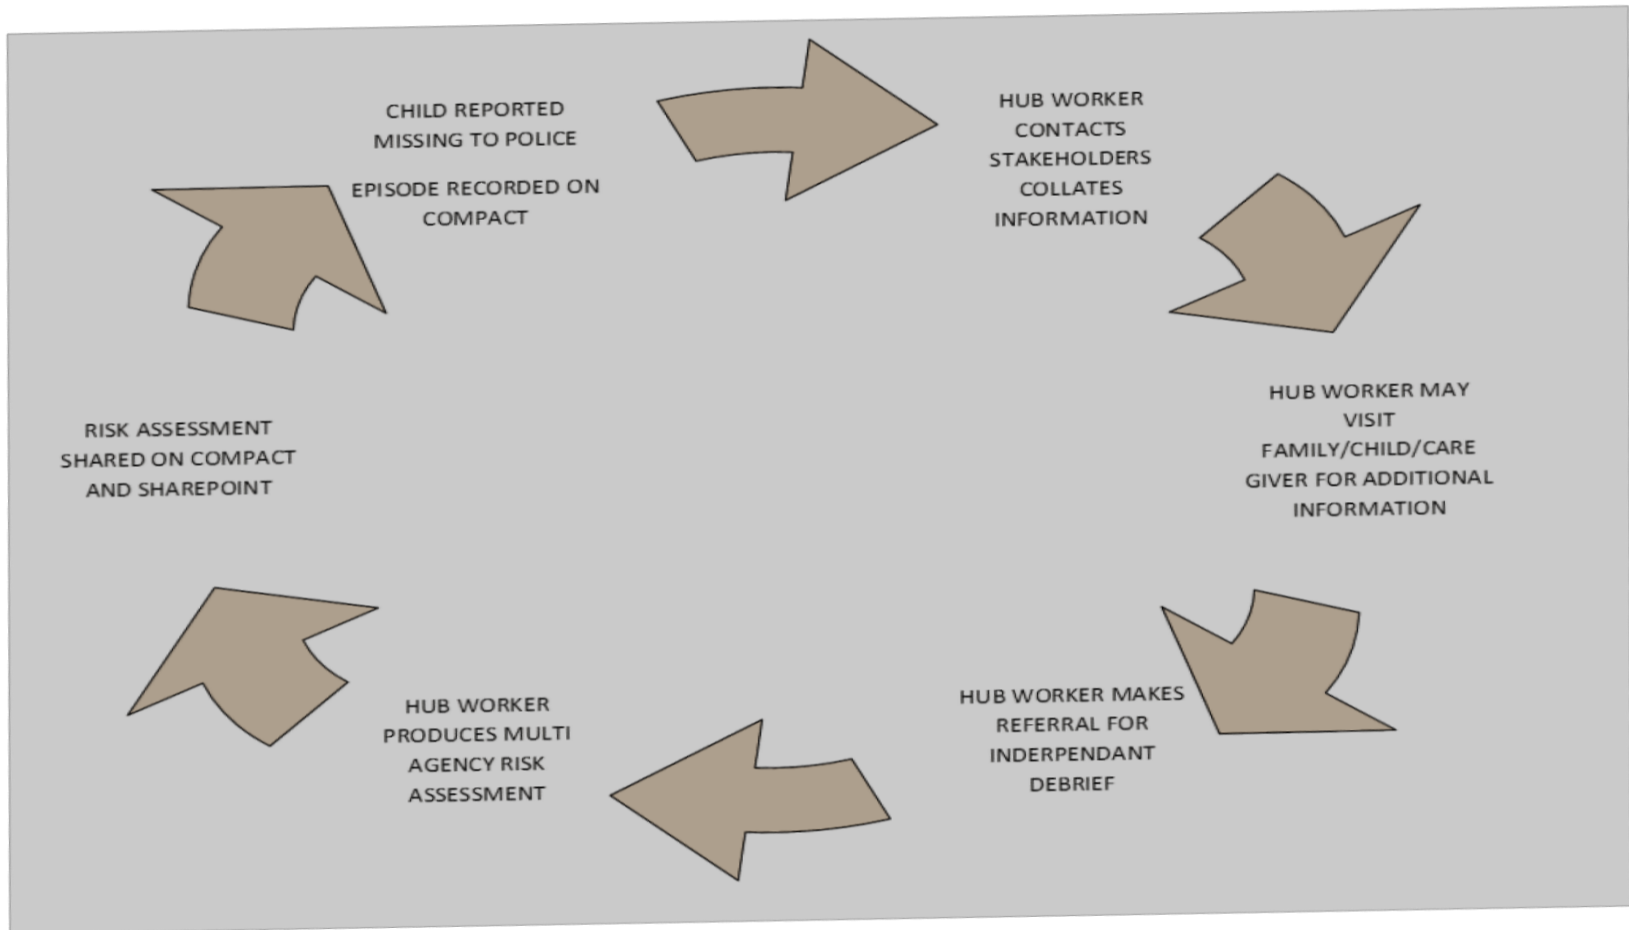 CHILD REPORTED
MISSING TO POLICE
EPISODE RECORDED ON
COMPACT
HUB WORKER
CONTACTS
STAKEHOLDERS
COLLATES
INFORMATION
HUB WORKER MAY
VISIT
FAMILY/CHILD/CARE
GIVER FOR ADDITIONAL
INFORMATION
HUB WORKER MAKES
REFERRAL FOR
INDERPENDANT
DEBRIEF
HUB WORKER
PRODUCES MULTI
AGENCY RISK
ASSESSMENT
RISK ASSESSMENT
SHARED ON COMPACT
AND SHAREPOINT